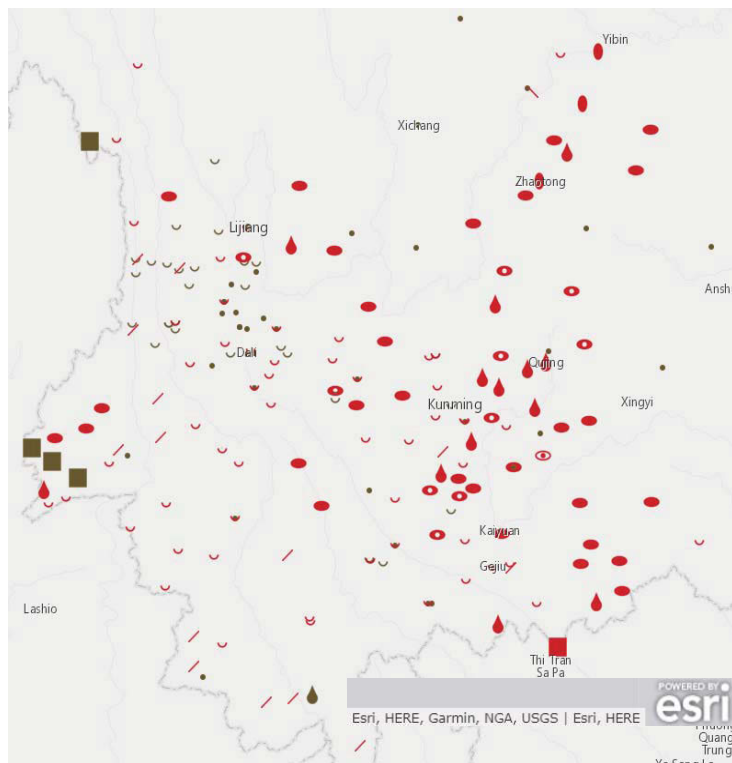 Yibin
Xichang
Zhaotong
Lijiang
Ansh
Dali
Qujing
Kunming
Xingyi
Kaiyuan
Gejiu
Lashio
Thi Tran
Sa Pa
POWERED BY
esri
Esri, HERE, Garmin, NGA, USGS | Esri, HERE
Quang
Trung